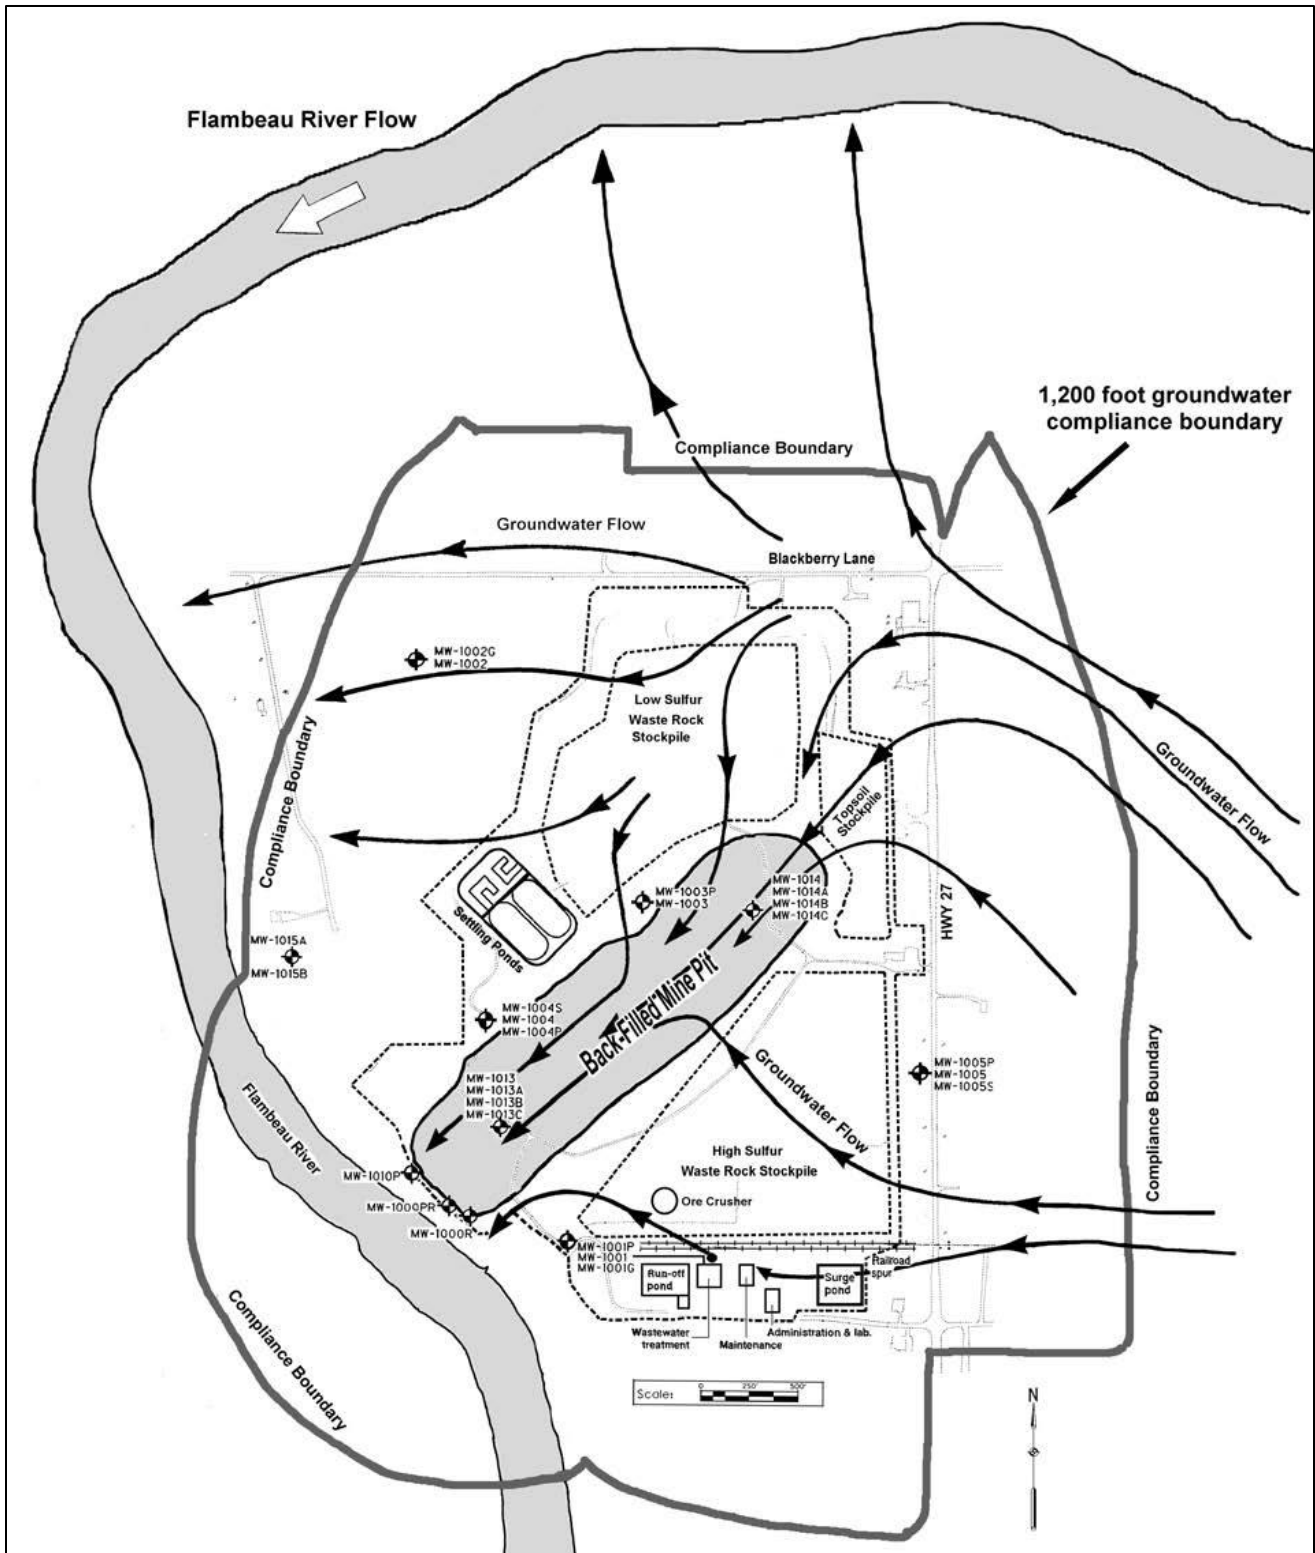 Flambeau River Flow
1,200 foot groundwater
compliance boundary
Compliance Boundary
Groundwater Flow
Blackberry Lane
MW-1002G
MW-1002
Low Sulfur
Waste Rock
Stockpile
Compliance Boundary
Groundwater Flow
Topsoil
Stockpile
MW-1003P
MW-1003
MW-1014
MW-1014A
MW-1014B
MW-1014C
HWY 27
Settling Ponds
MW-1015A
MW-1015B
MW-1004S
MW-1004
MW-1004P
Back-Filled Mine Pit
MW-1005P
MW-1005
MW-1005S
MW-1013
MW-1013A
MW-1013B
MW-1013C
Groundwater Flow
Compliance Boundary
Flambeau River
High Sulfur
Waste Rock Stockpile
MW-1010P
Ore Crusher
MW-1000PR
MW-1000R
MW-1001P
MW-1001
MW-1001G
Railroad
spur
Run-off
pond
Surge
pond
Wastewater
treatment
Maintenance
Administration & lab.
Compliance Boundary
Scale:
0 250' 500'
N